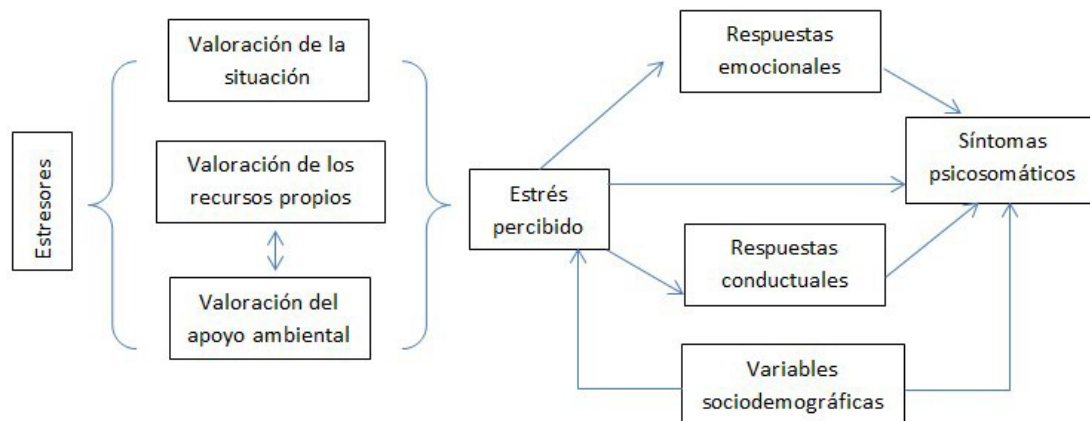 Estresores
Valoración de la
situación
Valoración de los
recursos propios
Valoración del
apoyo ambiental
Estrés
percibido
Respuestas
emocionales
Respuestas
conductuales
Variables
sociodemográficas
Síntomas
psicosomáticos